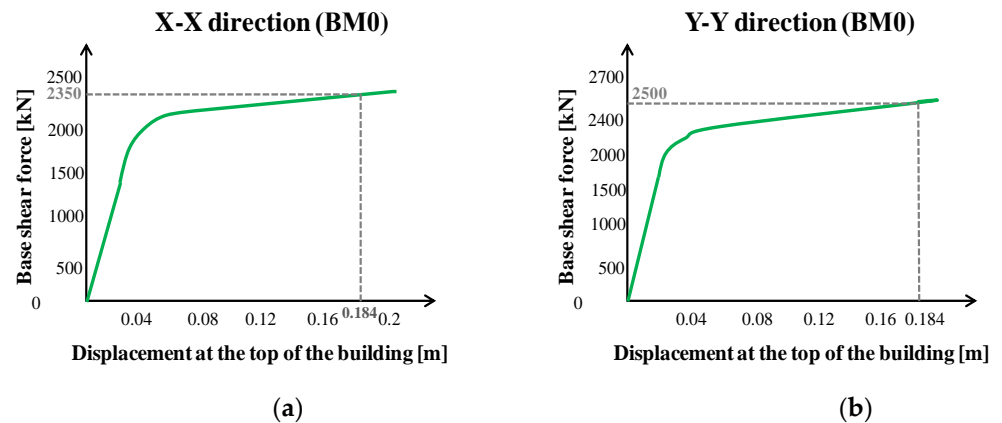 X-X direction (BM0)
Base shear force [kN]
2500
2350
2000
1500
1000
500
0
0.04 0.08 0.12 0.16 0.184 0.2
Displacement at the top of the building [m]
(a)
Y-Y direction (BM0)
Base shear force [kN]
2700
2500
2400
2000
1500
1000
500
0
0.04 0.08 0.12 0.16 0.184
Displacement at the top of the building [m]
(b)